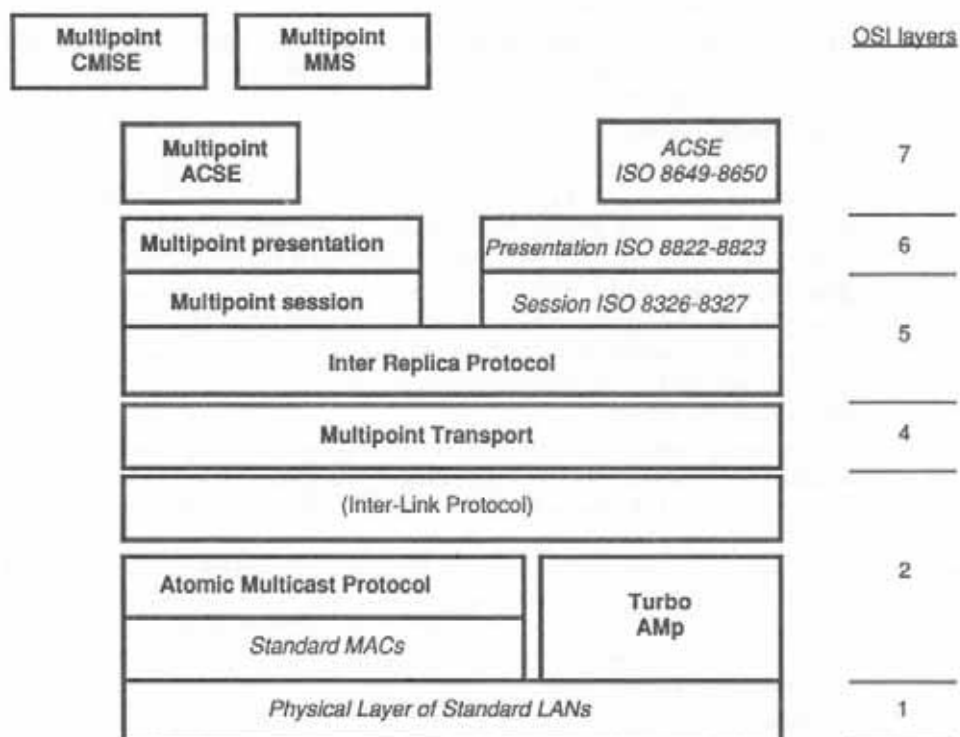 Multipoint
CMISE
Multipoint
MMS
OSI layers
Multipoint
ACSE
ACSE
ISO 8649-8650
7
Multipoint presentation
Presentation ISO 8822-8823
6
Multipoint session
Session ISO 8326-8327
5
Inter Replica Protocol
Multipoint Transport
4
(Inter-Link Protocol)
Atomic Multicast Protocol
Turbo
AMp
2
Standard MACs
Physical Layer of Standard LANs
1